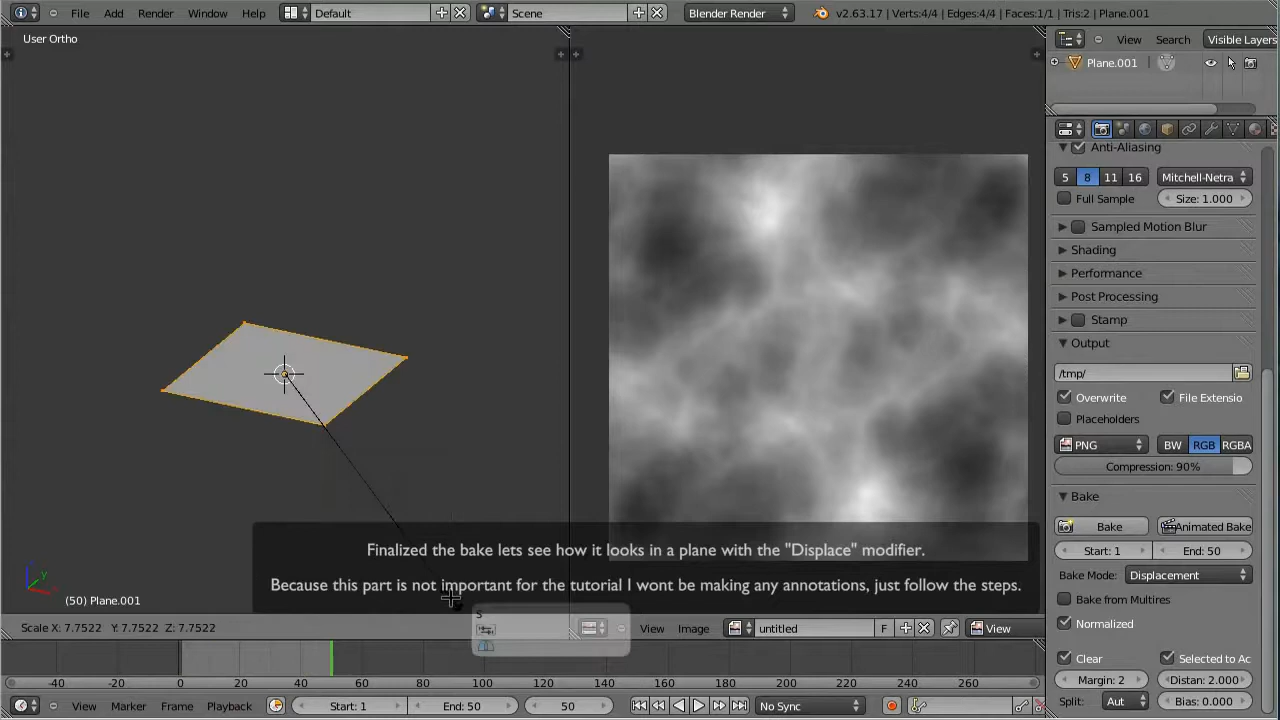 File Add Render Window Help Default Scene Blender Render v2.63.17 | Verts:4/4 | Edges:4/4 | Faces:1/1 | Tris:2 | Plane.001
User Ortho
View Search Visible Layers
Plane.001
Anti-Aliasing
5 8 11 16 Mitchell-Netra
Full Sample Size: 1.000
Sampled Motion Blur
Shading
Performance
Post Processing
Stamp
Output
/tmp/
Overwrite File Extensio
Placeholders
PNG BW RGB RGBA
Compression: 90%
Bake
Bake Animated Bake
Start: 1 End: 50
Bake Mode: Displacement
Bake from Multires
Normalized
Clear Selected to Ac
Margin: 2 Distan: 2.000
Split: Aut Bias: 0.000
Finalized the bake lets see how it looks in a plane with the "Displace" modifier.
Because this part is not important for the tutorial I wont be making any annotations, just follow the steps.
y
(50) Plane.001
S
Scale X: 7.7522 Y: 7.7522 Z: 7.7522
View Image untitled F View
-40 -20 0 20 40 60 80 100 120 140 160 180 200 220 240 260
View Marker Frame Playback Start: 1 End: 50 50 No Sync